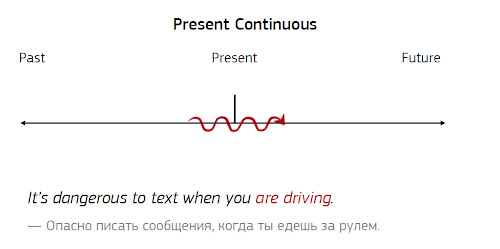 Present Continuous
Past Present Future
It's dangerous to text when you are driving.
— Опасно писать сообщения, когда ты едешь за рулем.